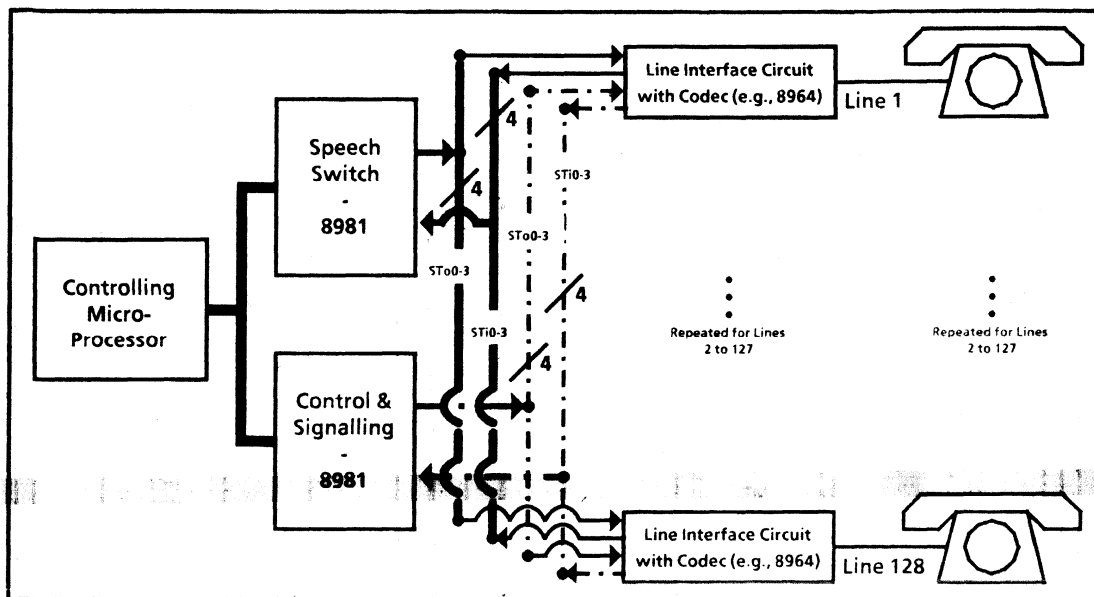 Speech
Switch
-
8981
Controlling
Micro-
Processor
Control &
Signalling
-
8981
4
4
STo0-3
STi0-3
STo0-3
STi0-3
4
4
Line Interface Circuit
with Codec (e.g., 8964)
Line 1
Repeated for Lines
2 to 127
Repeated for Lines
2 to 127
Line Interface Circuit
with Codec (e.g., 8964)
Line 128